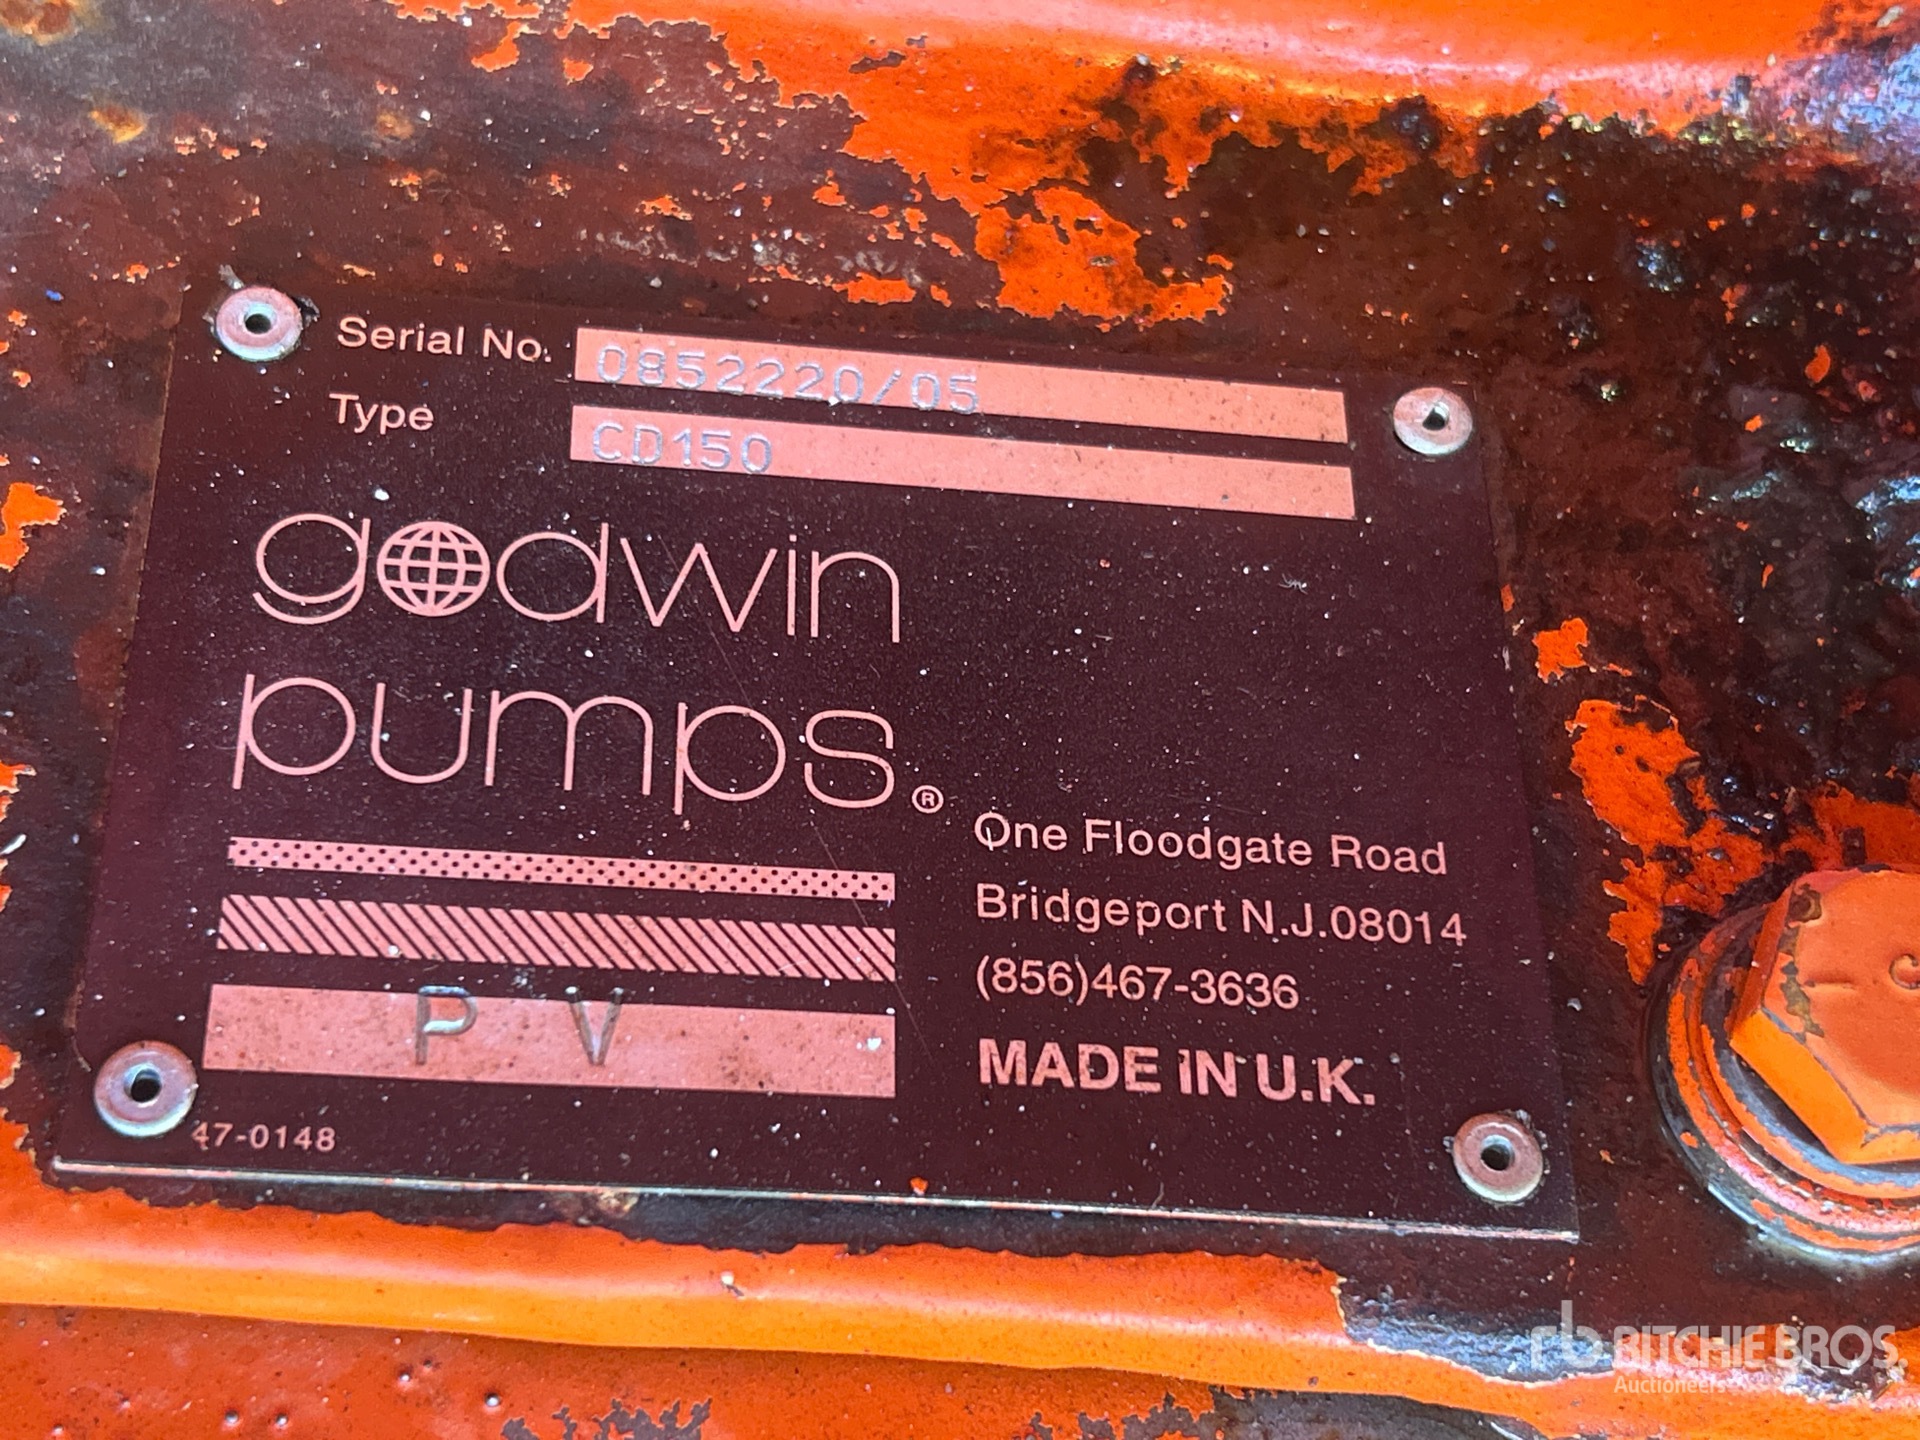 Serial No. 0852220/05
Type CD150
godwin
pumps®
One Floodgate Road
Bridgeport N.J.08014
(856)467-3636
MADE IN U.K.
P V
47-0148
rb RITCHIE BROS.
Auctioneers